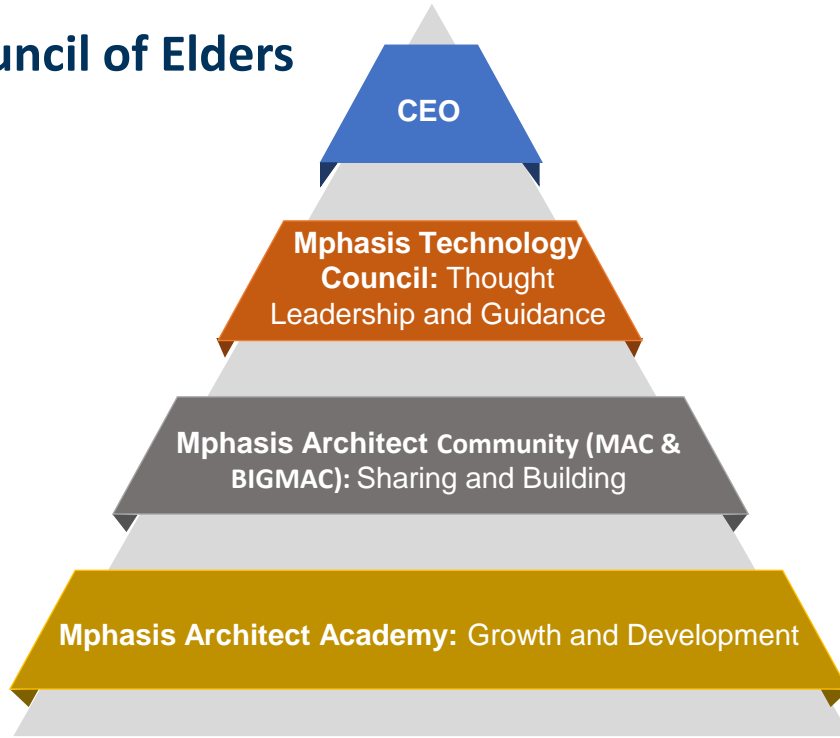 uncil of Elders
CEO
Mphasis Technology
Council: Thought
Leadership and Guidance
Mphasis Architect Community (MAC &
BIGMAC): Sharing and Building
Mphasis Architect Academy: Growth and Development